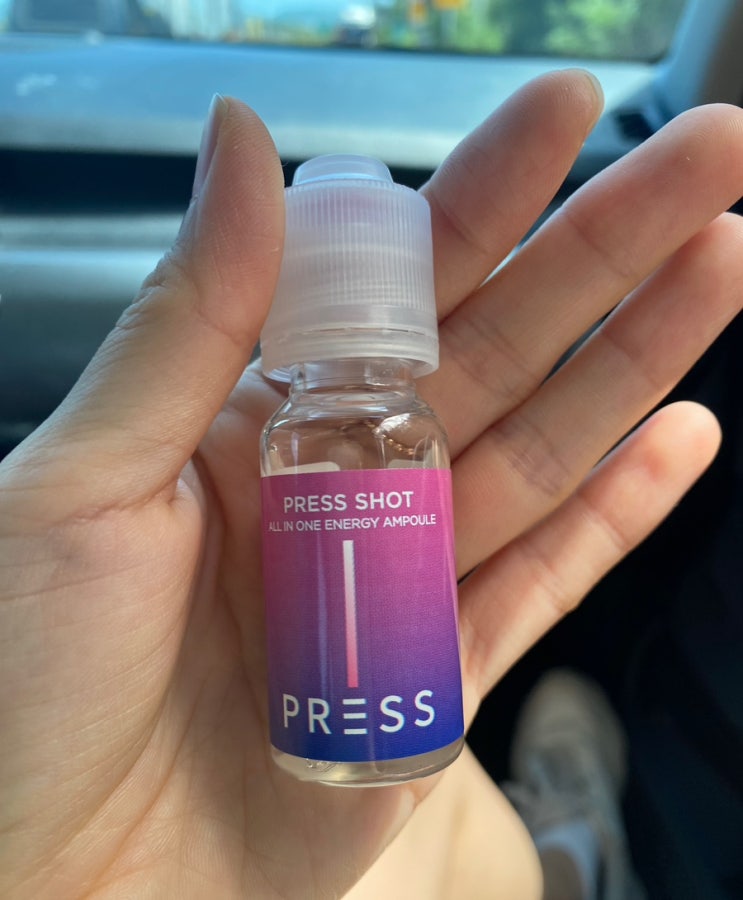 PRESS SHOT
ALL IN ONE ENERGY AMPOULE
PRESS